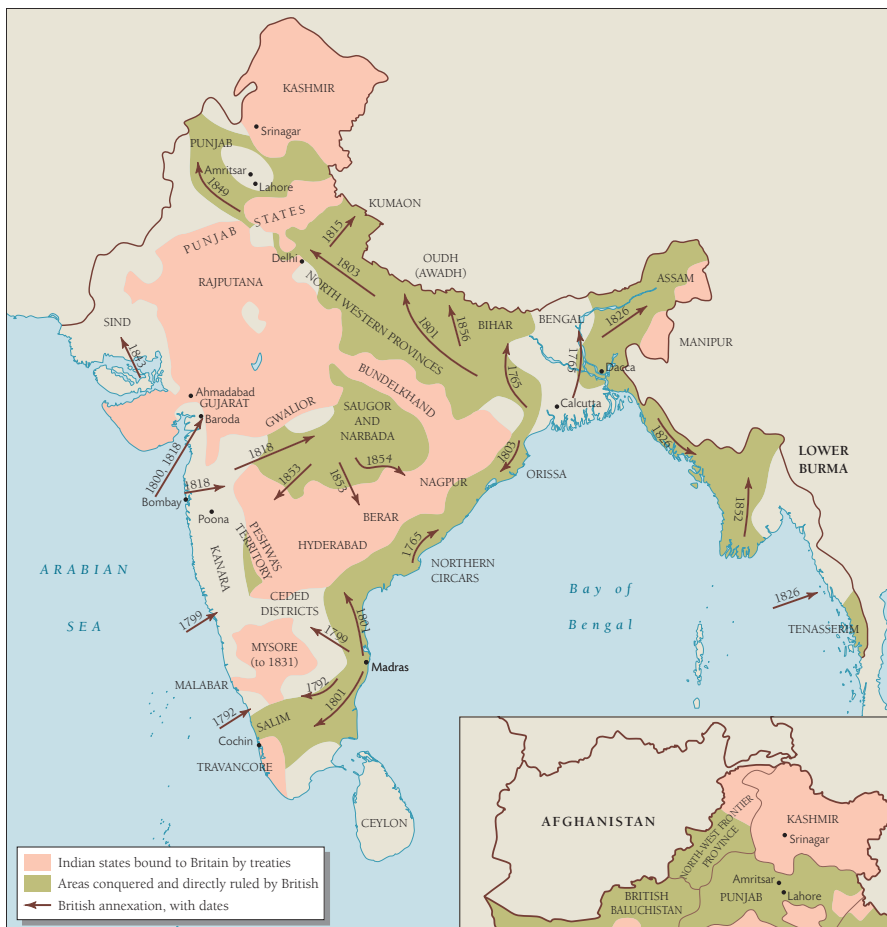 KASHMIR
Srinagar
PUNJAB
Amritsar
Lahore
1849
PUNJAB STATES
KUMAON
1815
Delhi
1803
OUDH
(AWADH)
RAJPUTANA
NORTH WESTERN PROVINCES
1801
1856
BIHAR
BENGAL
ASSAM
1826
MANIPUR
SIND
1843
1765
1765
Dacca
Ahmadabad
GUJARAT
Baroda
BUNDELKHAND
GWALIOR
SAUGOR
AND
NARBADA
Calcutta
1818
1854
1853
1853
1803
1826
LOWER
BURMA
1800, 1818
1818
NAGPUR
ORISSA
Bombay
Poona
BERAR
1852
PESHWA'S
TERRITORY
HYDERABAD
1765
KANARA
NORTHERN
CIRCARS
ARABIAN
SEA
Bay of
Bengal
CEDED
DISTRICTS
1801
1826
TENASSERIM
1799
1799
MYSORE
(to 1831)
Madras
MALABAR
1792
1801
1792
SALIM
Cochin
TRAVANCORE
CEYLON
AFGHANISTAN
NORTH-WEST FRONTIER
PROVINCE
KASHMIR
Srinagar
Amritsar
Lahore
PUNJAB
BRITISH
BALUCHISTAN
Indian states bound to Britain by treaties
Areas conquered and directly ruled by British
British annexation, with dates